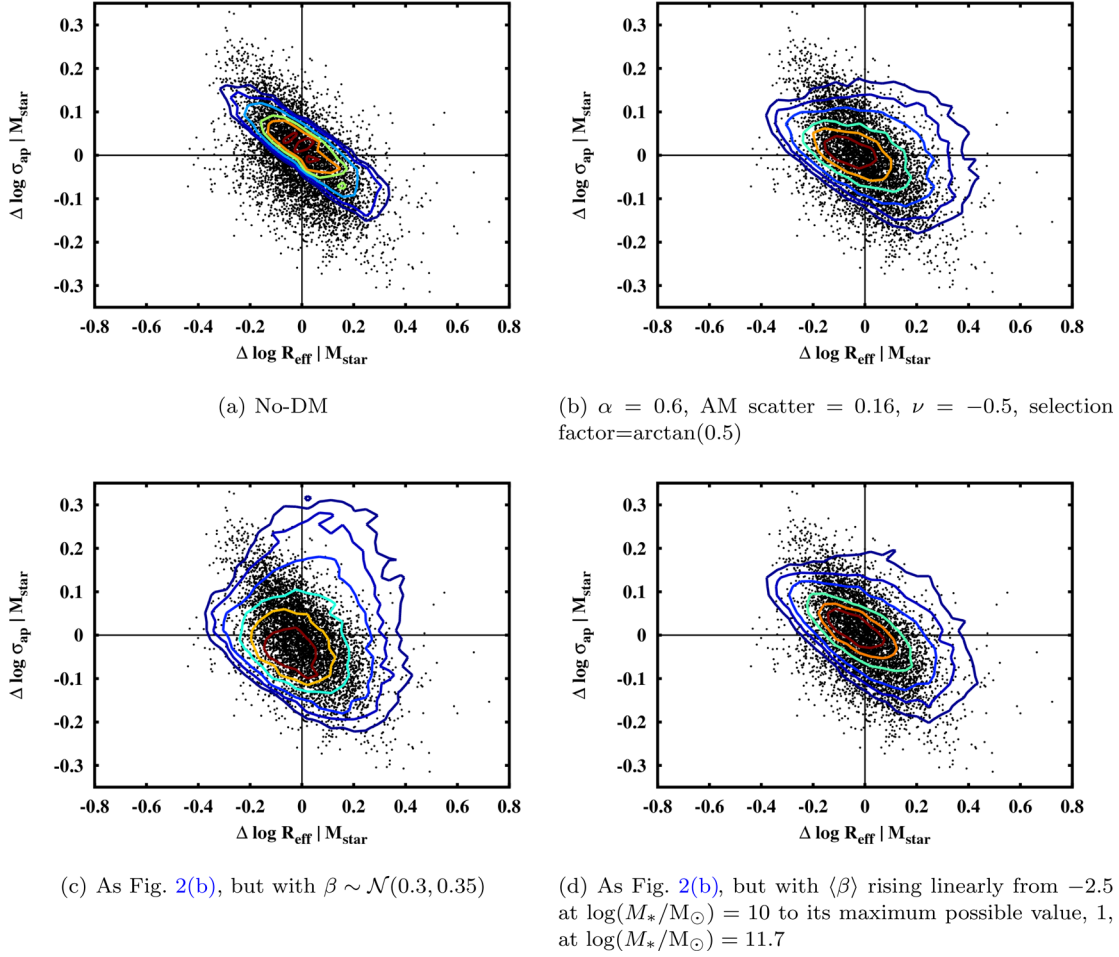 0.3
0.2
0.1
0
-0.1
-0.2
-0.3
Δ log σap | Mstar
-0.8 -0.6 -0.4 -0.2 0 0.2 0.4 0.6 0.8
Δ log Reff | Mstar
(a) No-DM
0.3
0.2
0.1
0
-0.1
-0.2
-0.3
Δ log σap | Mstar
-0.8 -0.6 -0.4 -0.2 0 0.2 0.4 0.6 0.8
Δ log Reff | Mstar
(b) α = 0.6, AM scatter = 0.16, ν = −0.5, selection
factor=arctan(0.5)
0.3
0.2
0.1
0
-0.1
-0.2
-0.3
Δ log σap | Mstar
-0.8 -0.6 -0.4 -0.2 0 0.2 0.4 0.6 0.8
Δ log Reff | Mstar
(c) As Fig. 2(b), but with β ∼ 𝒩(0.3, 0.35)
0.3
0.2
0.1
0
-0.1
-0.2
-0.3
Δ log σap | Mstar
-0.8 -0.6 -0.4 -0.2 0 0.2 0.4 0.6 0.8
Δ log Reff | Mstar
(d) As Fig. 2(b), but with ⟨β⟩ rising linearly from −2.5
at log(M∗/M⊙) = 10 to its maximum possible value, 1,
at log(M∗/M⊙) = 11.7